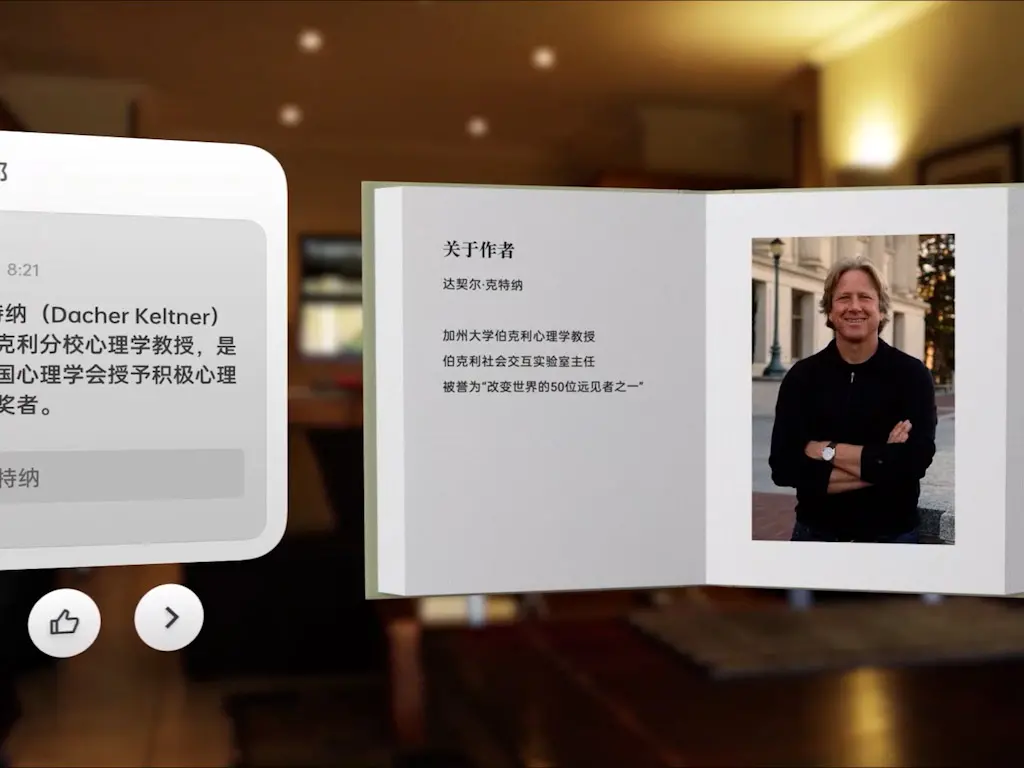 8:21
特纳（Dacher Keltner）
克利分校心理学教授，是
国心理学会授予积极心理
奖者。
特纳
关于作者
达契尔·克特纳
加州大学伯克利心理学教授
伯克利社会交互实验室主任
被誉为“改变世界的50位远见者之一”